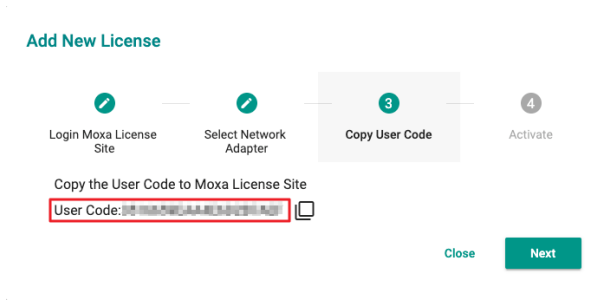 Add New License
3
4
Login Moxa License
Site
Select Network
Adapter
Copy User Code
Activate
Copy the User Code to Moxa License Site
User Code:
Close
Next